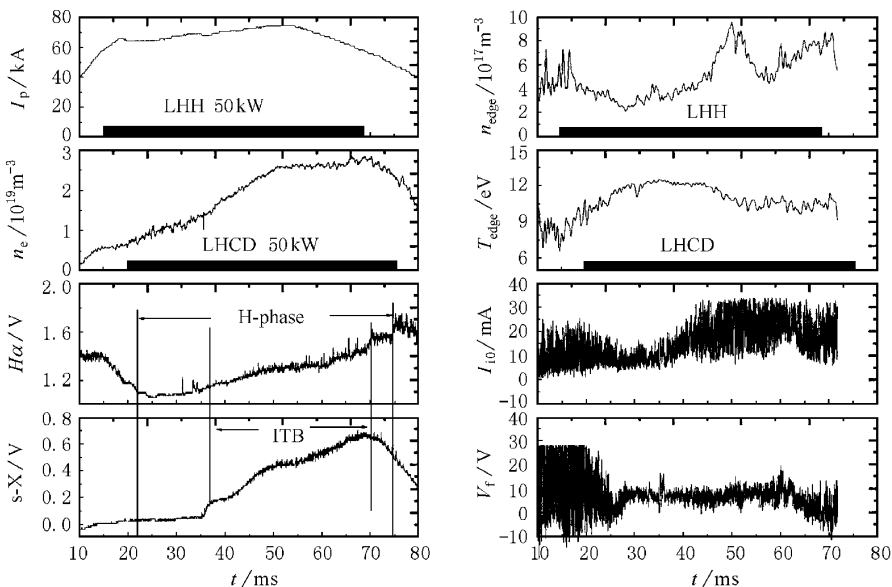 I_p / kA
80
60
40
20
0
LHH 50kW
n_e /10^19 m^-3
3
2
1
0
LHCD 50kW
Hα / V
2.0
1.6
1.2
H-phase
s-X / V
0.8
0.6
0.4
0.2
0.0
ITB
10 20 30 40 50 60 70 80
t / ms
n_edge / 10^17 m^-3
10
8
6
4
2
0
LHH
T_edge / eV
15
12
9
6
LHCD
I_i0 / mA
40
30
20
10
0
-10
V_f / V
40
30
20
10
0
-10
10 20 30 40 50 60 70 80
t / ms